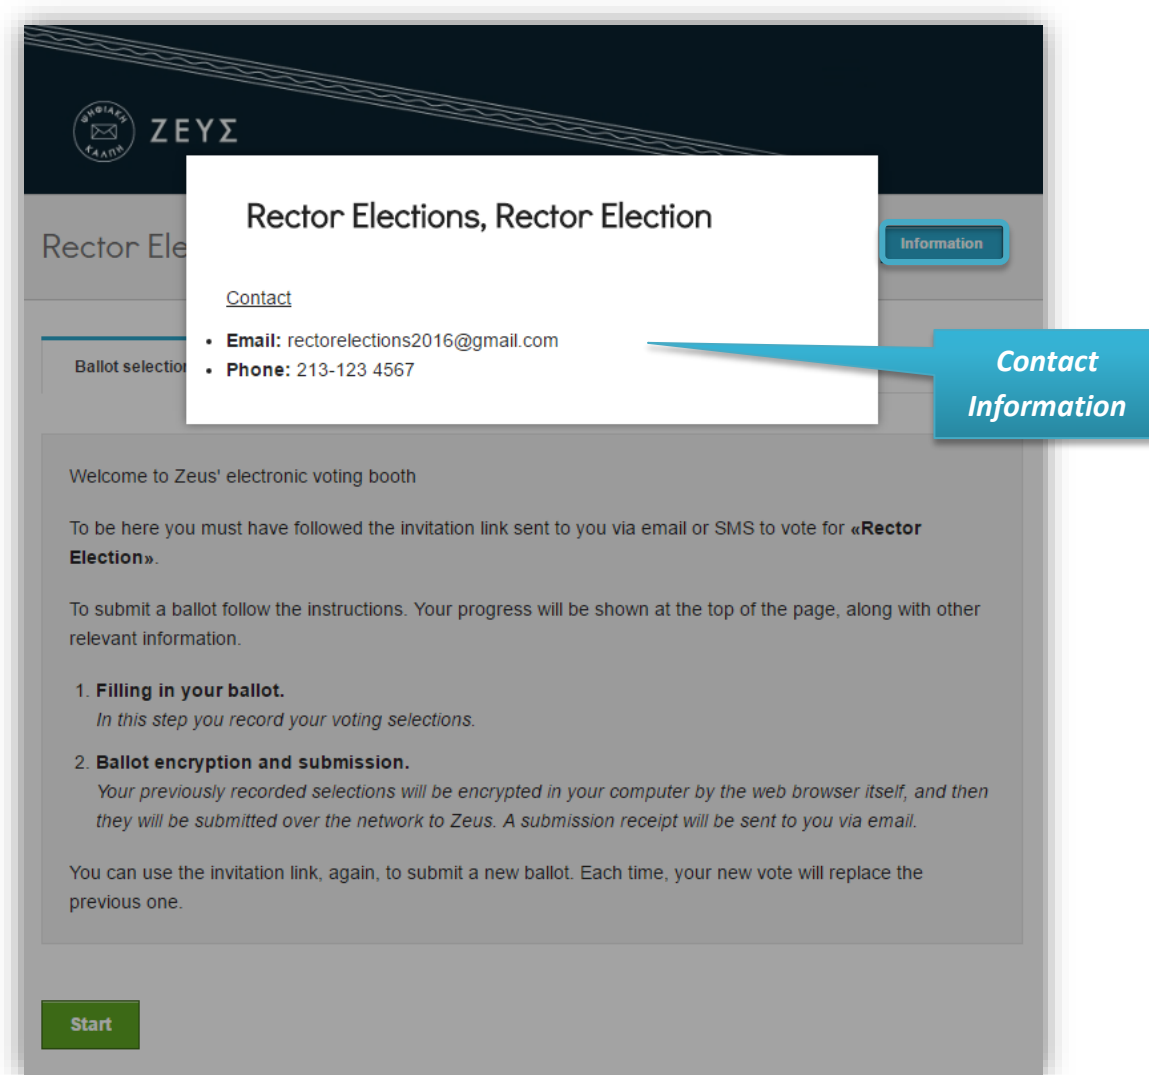 ΨΗΦΙΑΚΗ
ΚΑΛΠΗ
ΖΕΥΣ
Rector Elections, Rector Election
Rector Ele
Information
Contact
Email: rectorelections2016@gmail.com
Phone: 213-123 4567
Ballot selection
Contact
Information
Welcome to Zeus' electronic voting booth
To be here you must have followed the invitation link sent to you via email or SMS to vote for «Rector
Election».
To submit a ballot follow the instructions. Your progress will be shown at the top of the page, along with other
relevant information.
1. Filling in your ballot.
In this step you record your voting selections.
2. Ballot encryption and submission.
Your previously recorded selections will be encrypted in your computer by the web browser itself, and then
they will be submitted over the network to Zeus. A submission receipt will be sent to you via email.
You can use the invitation link, again, to submit a new ballot. Each time, your new vote will replace the
previous one.
Start